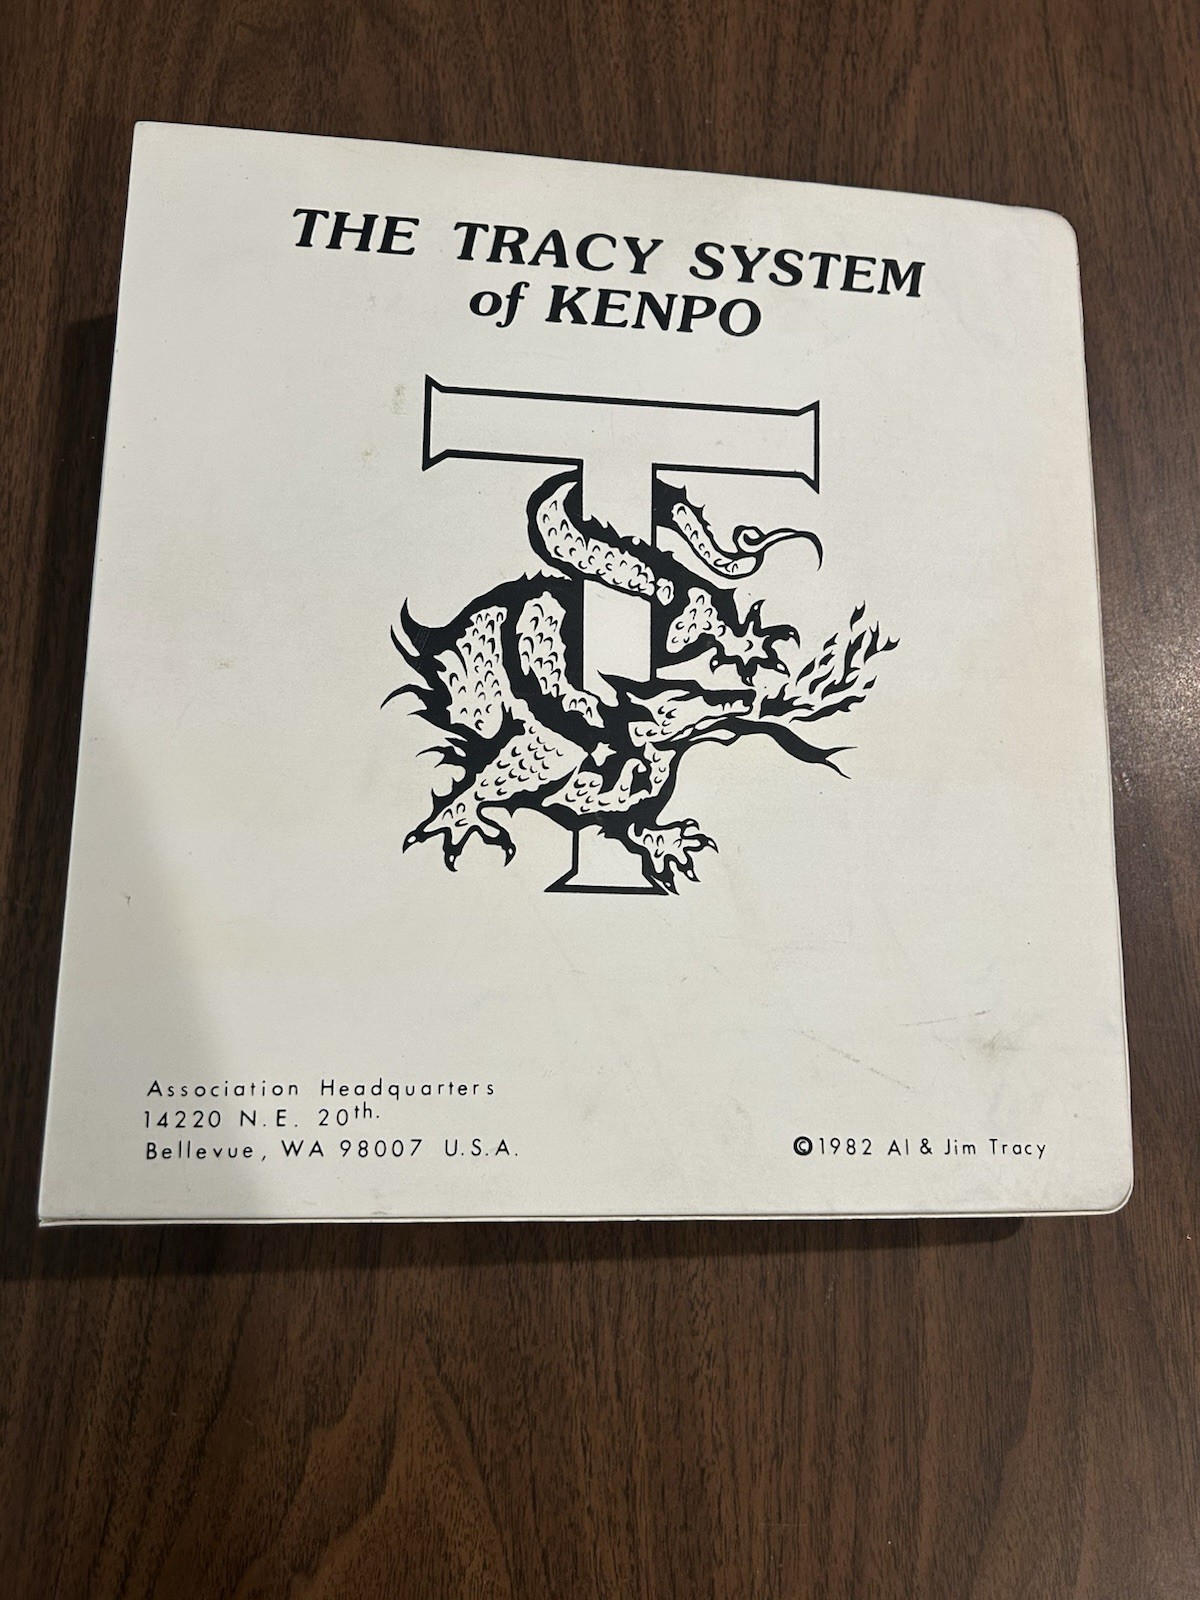 THE TRACY SYSTEM
of KENPO
T
Association Headquarters
14220 N.E. 20th.
Bellevue, WA 98007 U.S.A.
©1982 Al & Jim Tracy